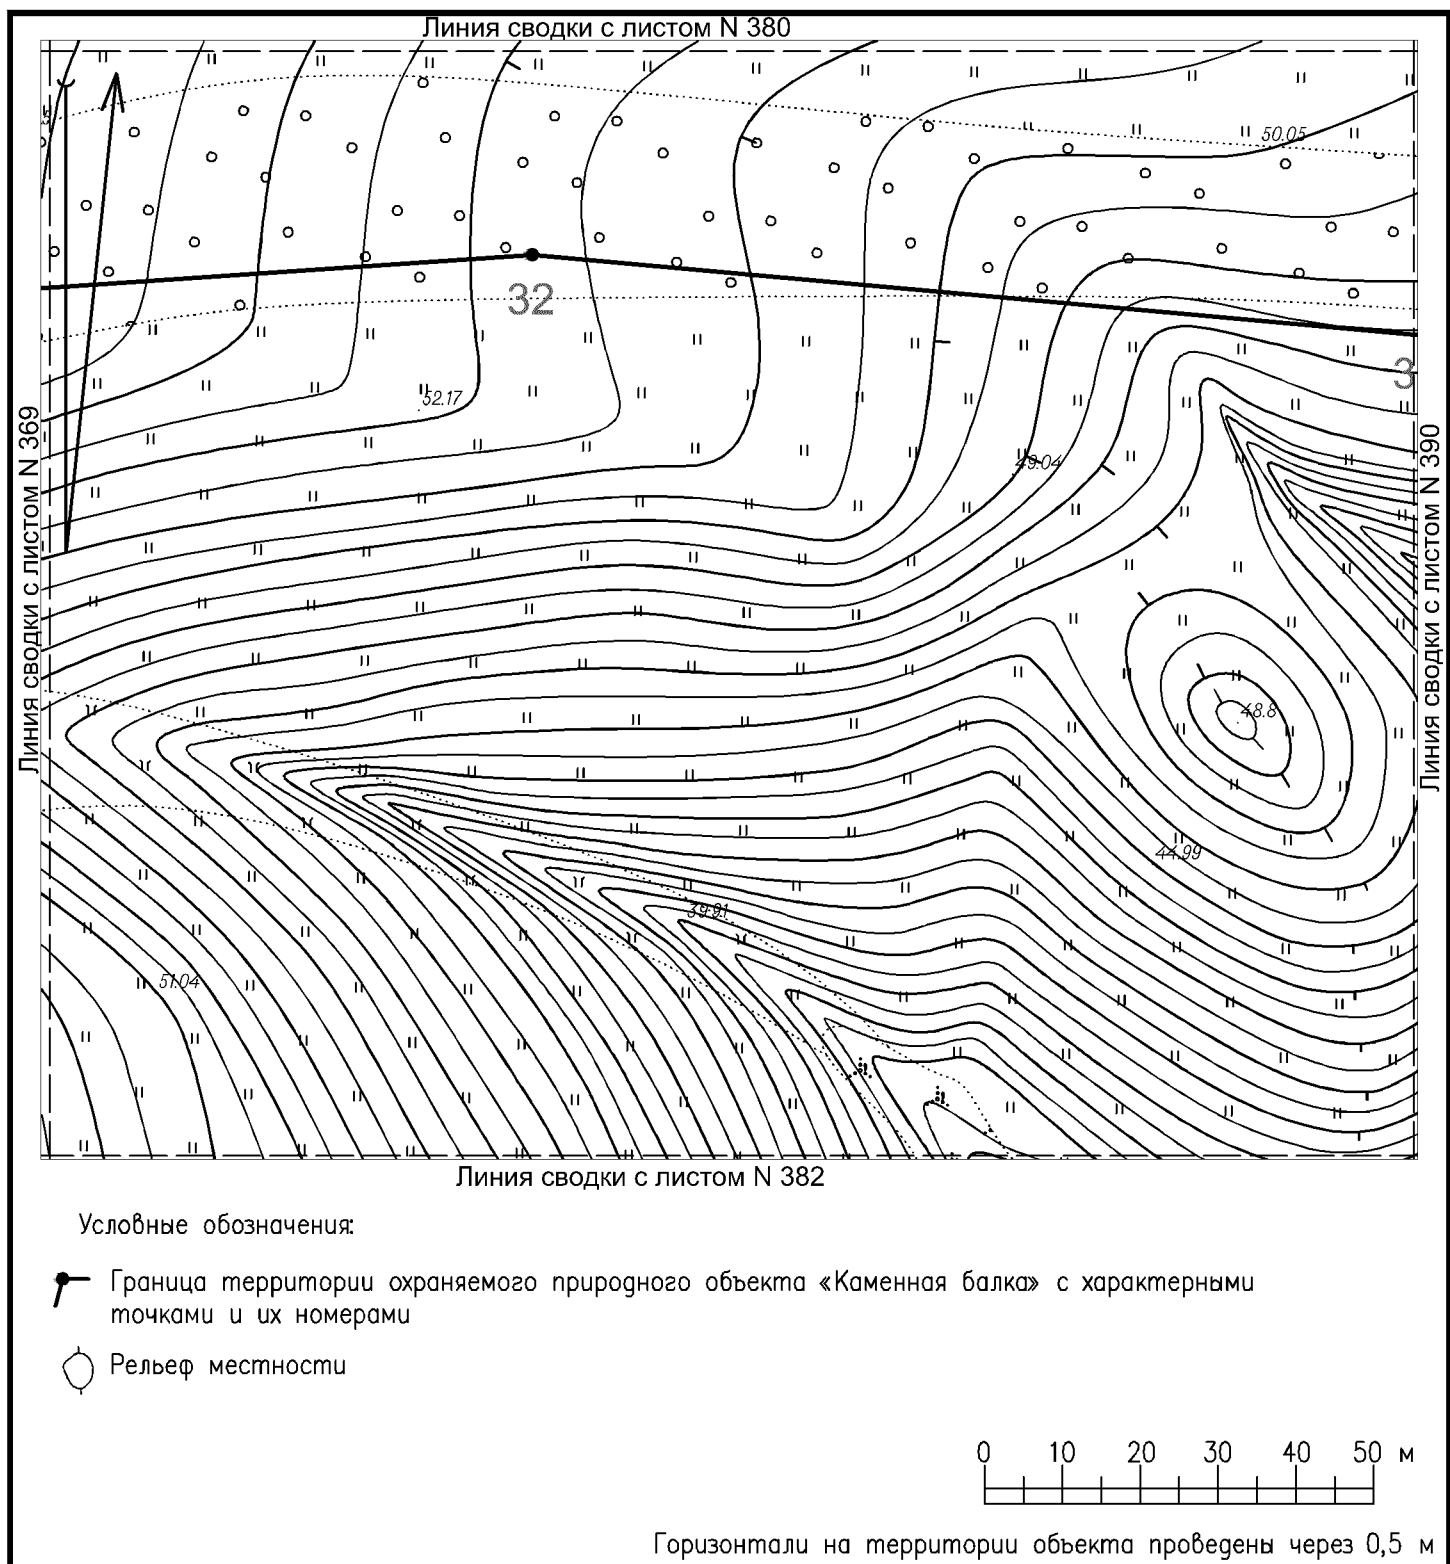 Линия сводки с листом N 380
50.05
32
3
52.17
Линия сводки с листом N 369
49.04
Линия сводки с листом N 390
48.8
44.99
39.91
51.04
Линия сводки с листом N 382
Условные обозначения:
Граница территории охраняемого природного объекта «Каменная балка» с характерными
точками и их номерами
Рельеф местности
0 10 20 30 40 50 м
Горизонтали на территории объекта проведены через 0,5 м